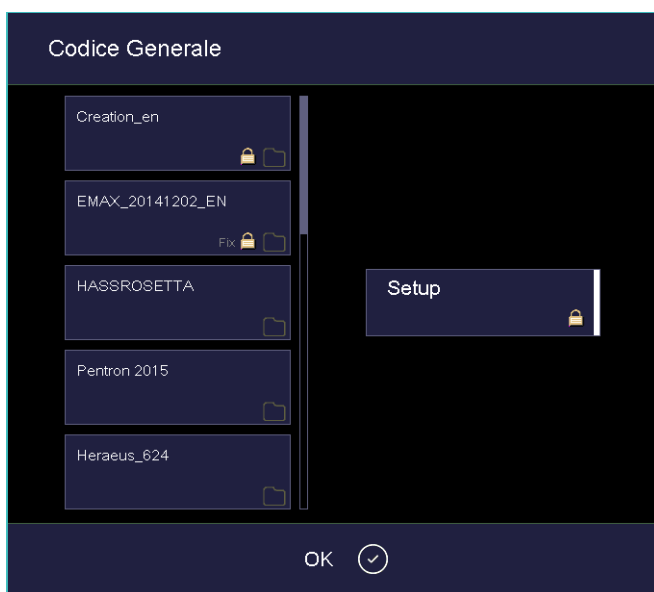 Codice Generale
Creation_en
EMAX_20141202_EN
Fix
HASSROSETTA
Pentron 2015
Heraeus_624
Setup
OK